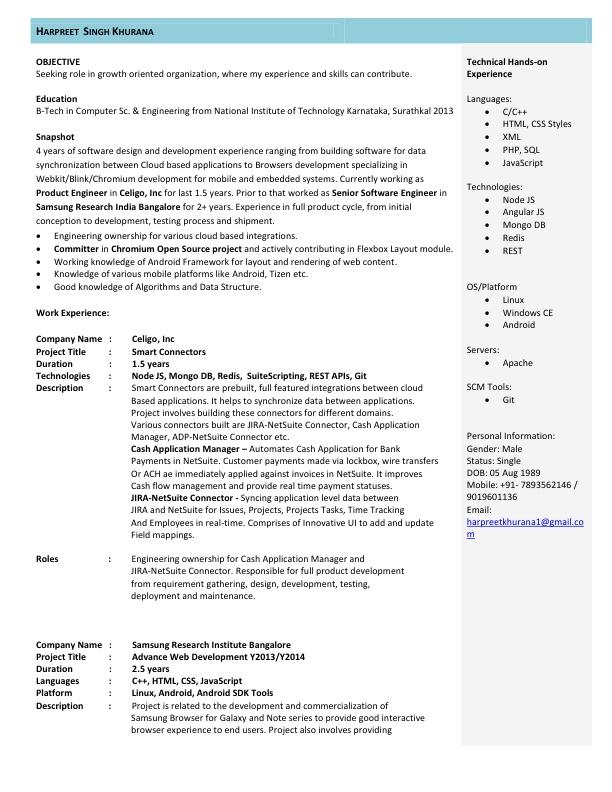 HARPREET SINGH KHURANA
OBJECTIVE
Seeking role in growth oriented organization, where my experience and skills can contribute.
Education
B-Tech in Computer Sc. & Engineering from National Institute of Technology Karnataka, Surathkal 2013
Snapshot
4 years of software design and development experience ranging from building software for data
synchronization between Cloud based applications to Browsers development specializing in
Webkit/Blink/Chromium development for mobile and embedded systems. Currently working as
Product Engineer in Celigo, Inc for last 1.5 years. Prior to that worked as Senior Software Engineer in
Samsung Research India Bangalore for 2+ years. Experience in full product cycle, from initial
conception to development, testing process and shipment.
• Engineering ownership for various cloud based integrations.
• Committer in Chromium Open Source project and actively contributing in Flexbox Layout module.
• Working knowledge of Android Framework for layout and rendering of web content.
• Knowledge of various mobile platforms like Android, Tizen etc.
• Good knowledge of Algorithms and Data Structure.
Work Experience:
Company Name : Celigo, Inc
Project Title : Smart Connectors
Duration : 1.5 years
Technologies : Node JS, Mongo DB, Redis, SuiteScripting, REST APIs, Git
Description : Smart Connectors are prebuilt, full featured integrations between cloud
Based applications. It helps to synchronize data between applications.
Project involves building these connectors for different domains.
Various connectors built are JIRA-NetSuite Connector, Cash Application
Manager, ADP-NetSuite Connector etc.
Cash Application Manager – Automates Cash Application for Bank
Payments in NetSuite. Customer payments made via lockbox, wire transfers
Or ACH ae immediately applied against invoices in NetSuite. It improves
Cash flow management and provide real time payment statuses.
JIRA-NetSuite Connector - Syncing application level data between
JIRA and NetSuite for Issues, Projects, Projects Tasks, Time Tracking
And Employees in real-time. Comprises of Innovative UI to add and update
Field mappings.
Roles : Engineering ownership for Cash Application Manager and
JIRA-NetSuite Connector. Responsible for full product development
from requirement gathering, design, development, testing,
deployment and maintenance.
Company Name : Samsung Research Institute Bangalore
Project Title : Advance Web Development Y2013/Y2014
Duration : 2.5 years
Languages : C++, HTML, CSS, JavaScript
Platform : Linux, Android, Android SDK Tools
Description : Project is related to the development and commercialization of
Samsung Browser for Galaxy and Note series to provide good interactive
browser experience to end users. Project also involves providing
Technical Hands-on
Experience
Languages:
• C/C++
• HTML, CSS Styles
• XML
• PHP, SQL
• JavaScript
Technologies:
• Node JS
• Angular JS
• Mongo DB
• Redis
• REST
OS/Platform
• Linux
• Windows CE
• Android
Servers:
• Apache
SCM Tools:
• Git
Personal Information:
Gender: Male
Status: Single
DOB: 05 Aug 1989
Mobile: +91- 7893562146 /
9019601136
Email:
harpreetkhurana1@gmail.co
m